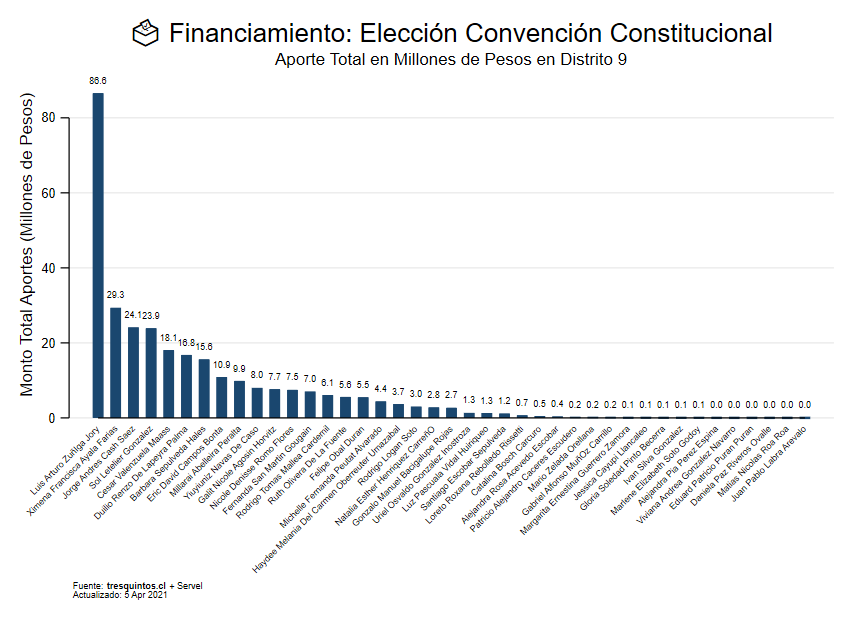 Financiamiento: Elección Convención Constitucional
Aporte Total en Millones de Pesos en Distrito 9
Monto Total Aportes (Millones de Pesos)
80
60
40
20
0
86.6
29.3
24.1
23.9
18.1
16.8
15.6
10.9
9.9
8.0
7.7
7.5
7.0
6.1
5.6
5.5
4.4
3.7
3.0
2.8
2.7
1.3
1.3
1.2
0.7
0.5
0.4
0.2
0.2
0.2
0.1
0.1
0.1
0.1
0.1
0.0
0.0
0.0
0.0
0.0
0.0
Luis Arturo Zuñiga Jory
Ximena Francisca Ayala Farias
Jorge Andres Cash Saez
Sol Letelier Gonzalez
Cesar Valenzuela Maass
Duilio Renzo De Lapeyra Palma
Barbara Sepulveda Hales
Eric David Campos Bonta
Millaral Abelleira Peralta
Yiuhuniz Navas De Caso
Galit Nicole Agosin Horvitz
Nicole Denisse Romo Flores
Fernanda San Martin Gougain
Rodrigo Tomas Mallea Cardemil
Ruth Olivera De La Fuente
Felipe Obal Duran
Michelle Fernanda Peutat Alvarado
Haydee Melania Del Carmen Oberreuter Umazabal
Rodrigo Logan Soto
Natalia Esther Henriquez CarreñO
Gonzalo Manuel Bacigalupe Rojas
Uriel Osvaldo Gonzalez Inostroza
Luz Pascuala Vidal Huiriqueo
Santiago Escobar Sepulveda
Loreto Roxana Rebolledo Rissetti
Catalina Bosch Carcuro
Alejandra Rosa Acevedo Escobar
Patricio Alejandro Caceres Escudero
Mario Zelada Orellana
Gabriel Alfonso MuñOz Carrillo
Margarita Ernestina Guerrero Zamora
Jessica Cayupi Llancaleo
Gloria Soledad Pinto Becerra
Ivan Silva Gonzalez
Marlene Elizabeth Soto Godoy
Alejandra Pia Perez Espina
Viviana Andrea Gonzalez Navarro
Eduard Patricio Puran Puran
Daniela Paz Riveros Ovalle
Matias Nicolas Roa Roa
Juan Pablo Labra Arevalo
Fuente: tresquintos.cl + Servel
Actualizado: 5 Apr 2021